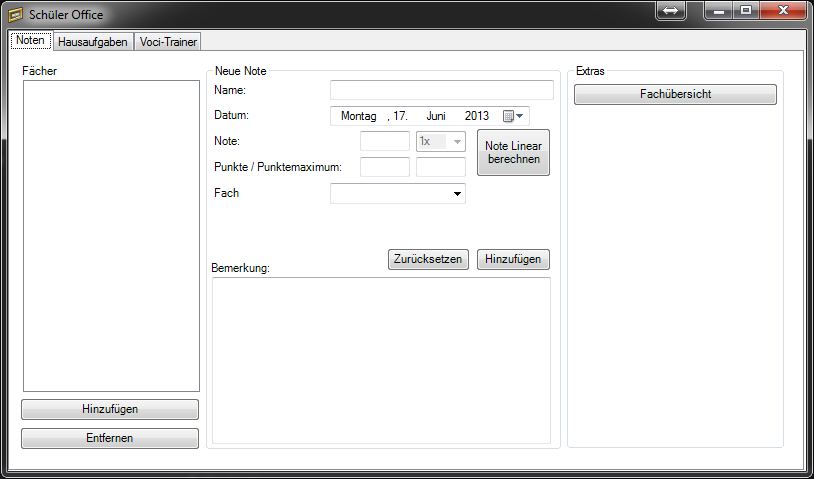 Schüler Office
Noten Hausaufgaben Voci-Trainer
Fächer
Hinzufügen
Entfernen
Neue Note
Name:
Datum: Montag , 17. Juni 2013
Note: 1x
Note Linear
berechnen
Punkte / Punktemaximum:
Fach
Zurücksetzen Hinzufügen
Bemerkung:
Extras
Fachübersicht